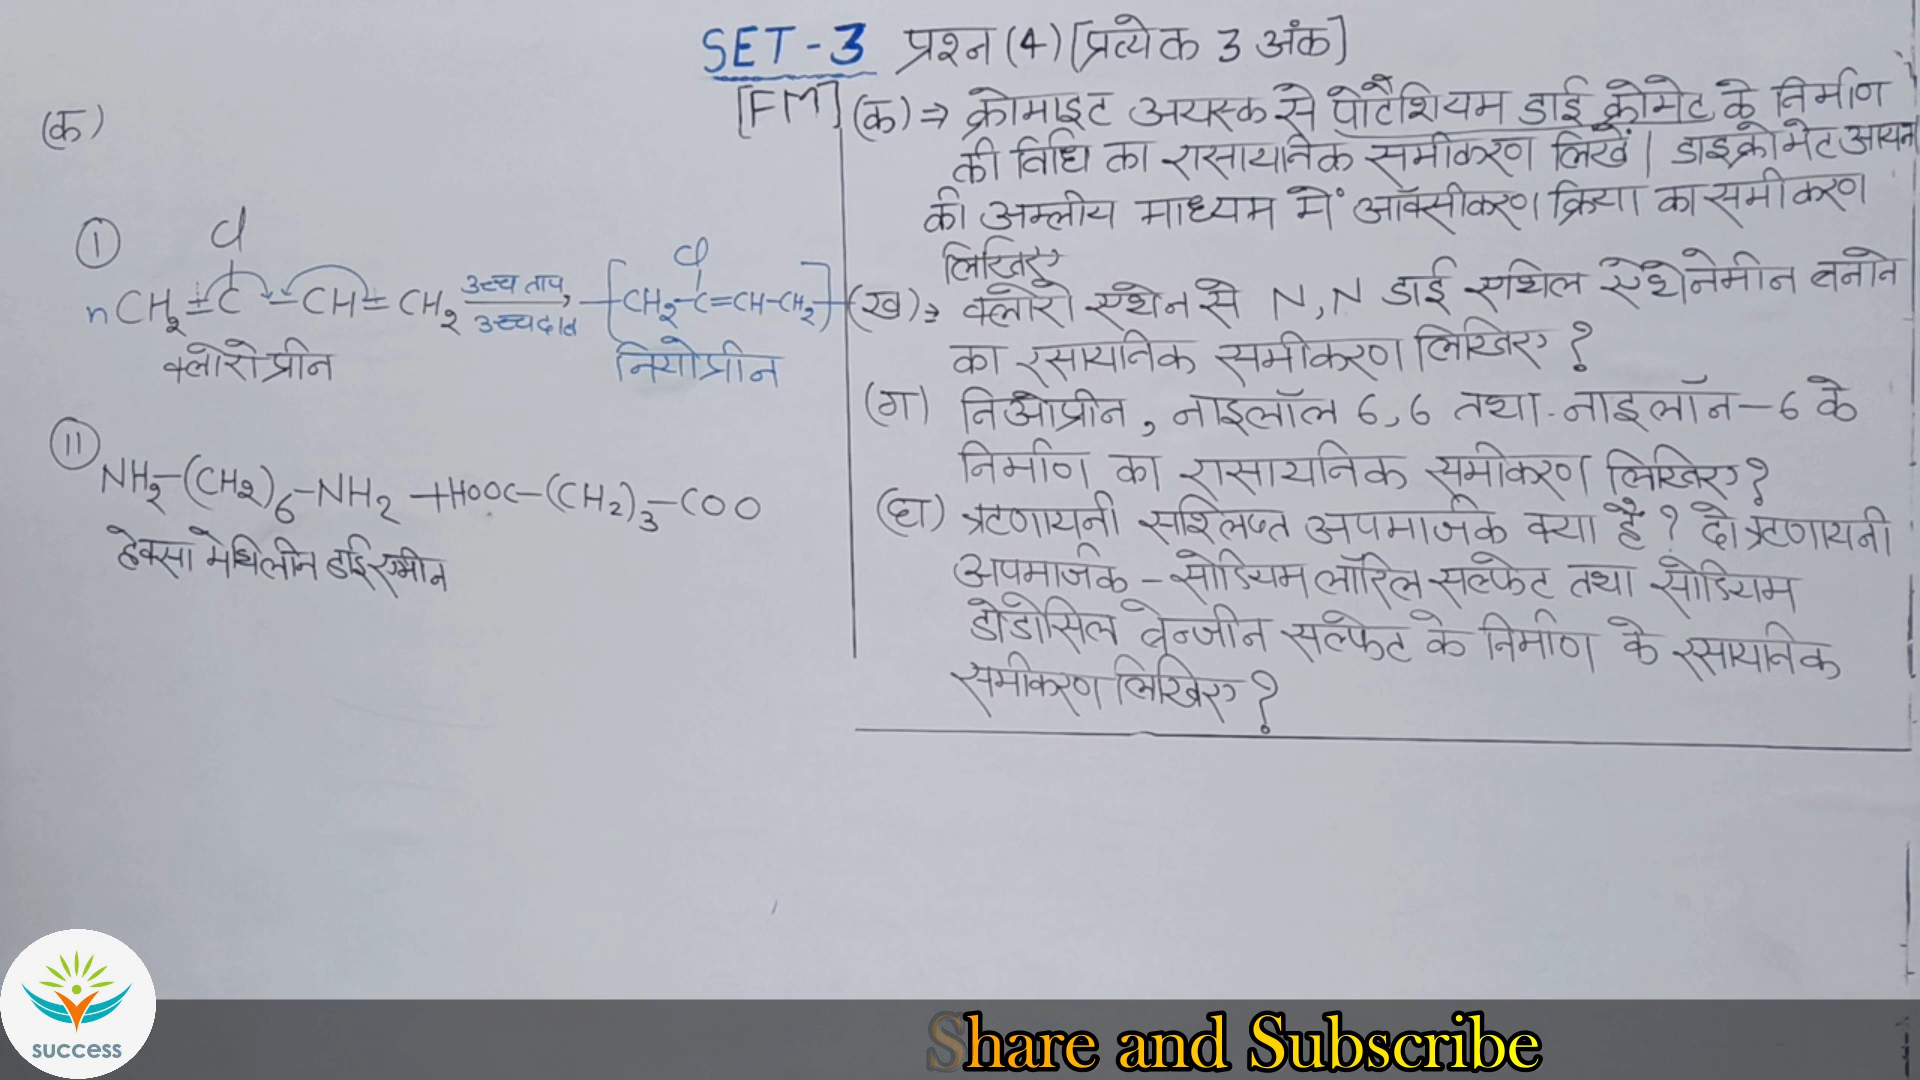 SET-3 प्रश्न (4) [प्रत्येक 3 अंक]
[FM]
(क) ⇒ क्रोमाइट अयस्क से पोटैशियम डाई क्रोमेट के निर्माण
की विधि का रासायनिक समीकरण लिखें। डाइक्रोमेट आयन
की अम्लीय माध्यम में ऑक्सीकरण क्रिया का समीकरण
लिखिए
(ख) ⇒ क्लोरो एथेन से N,N डाई एथिल ऐथेनेमीन बनाने
का रसायनिक समीकरण लिखिए?
(ग) निओप्रीन, नाइलॉल 6,6 तथा नाइलॉन-6 के
निर्माण का रासायनिक समीकरण लिखिए?
(घ) ऋणायनी सश्लिप्त अपमार्जक क्या है? दो ऋणायनी
अपमार्जक - सोडियम लॉरिल सल्फेट तथा सोडियम
डोडोसिल बेन्जीन सल्फेट के निर्माण के रसायनिक
समीकरण लिखिए?
(क)
I
Cl
Cl
nCH₂=C-CH=CH₂ उच्च ताप, उच्च दाब [CH₂-C=CH-CH₂]
क्लोरोप्रीन नियोप्रीन
II
NH₂-(CH₂)₆-NH₂ +HOOC-(CH₂)₃-COO
हेक्सा मेथिलीन डाईएमीन
success
Share and Subscribe